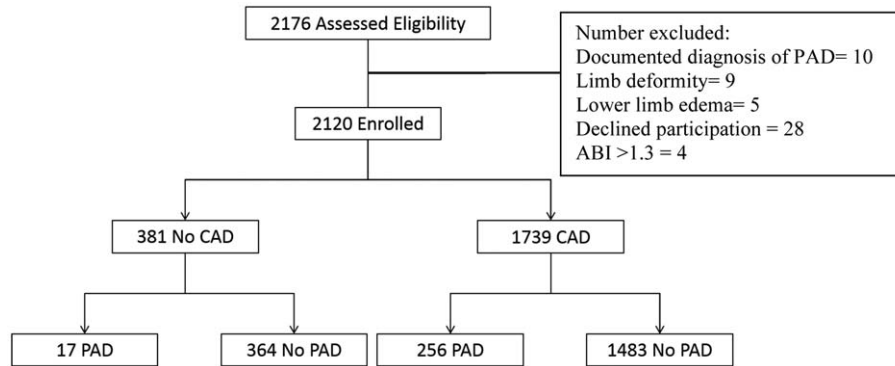 2176 Assessed Eligibility
Number excluded:
Documented diagnosis of PAD= 10
Limb deformity= 9
Lower limb edema= 5
Declined participation = 28
ABI >1.3 = 4
2120 Enrolled
381 No CAD
1739 CAD
17 PAD
364 No PAD
256 PAD
1483 No PAD